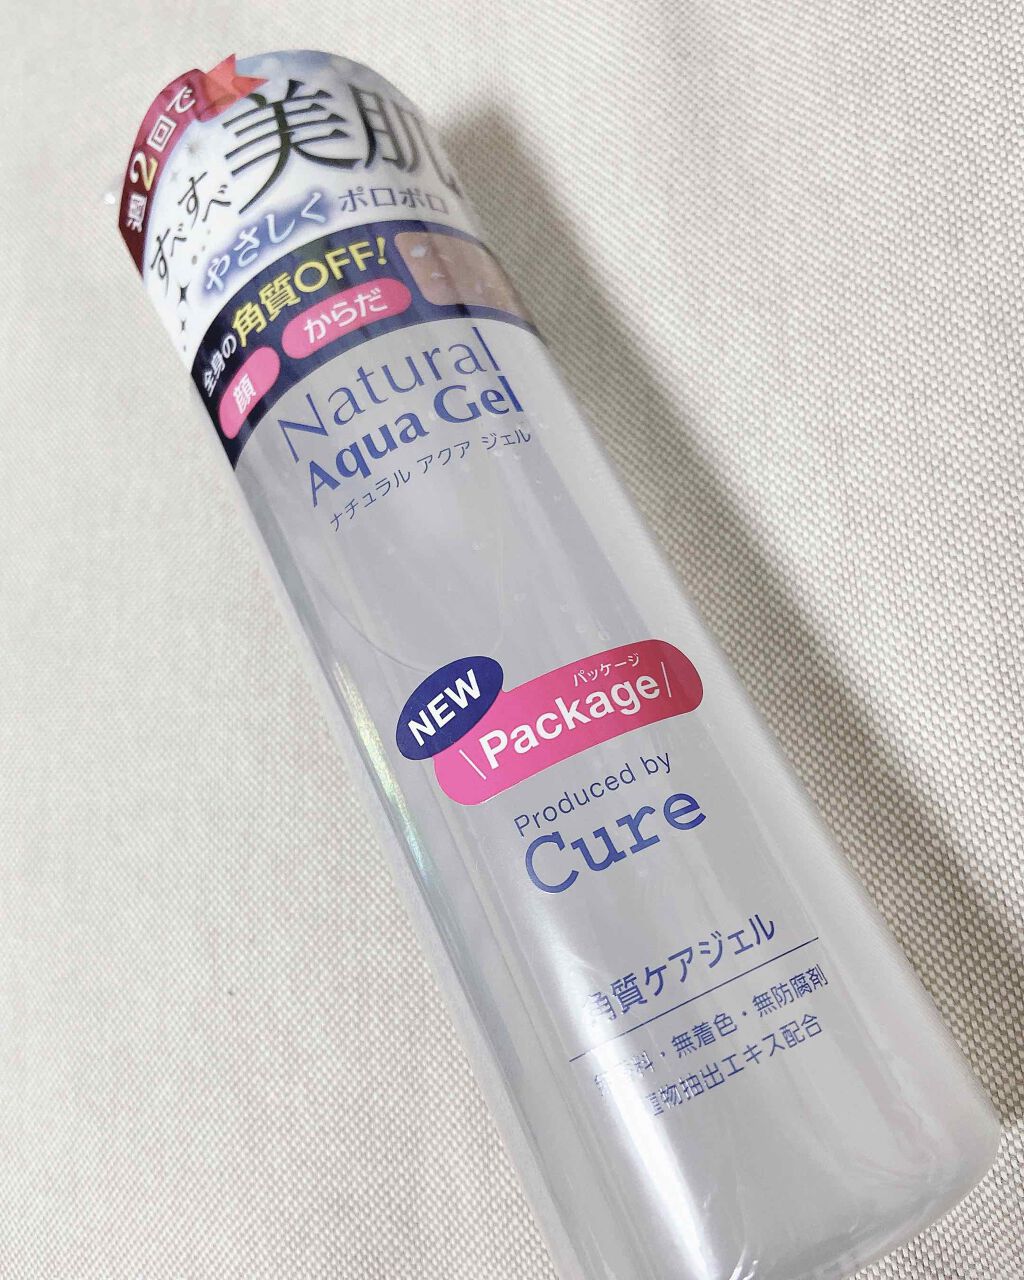 週2回で
すべすべ
美肌
やさしく ポロポロ
全身の角質OFF!
顔 からだ
Natural
Aqua Gel
ナチュラル アクア ジェル
NEW
パッケージ
\Package/
Produced by
Cure
角質ケアジェル
料・無着色・無防腐剤
植物抽出エキス配合